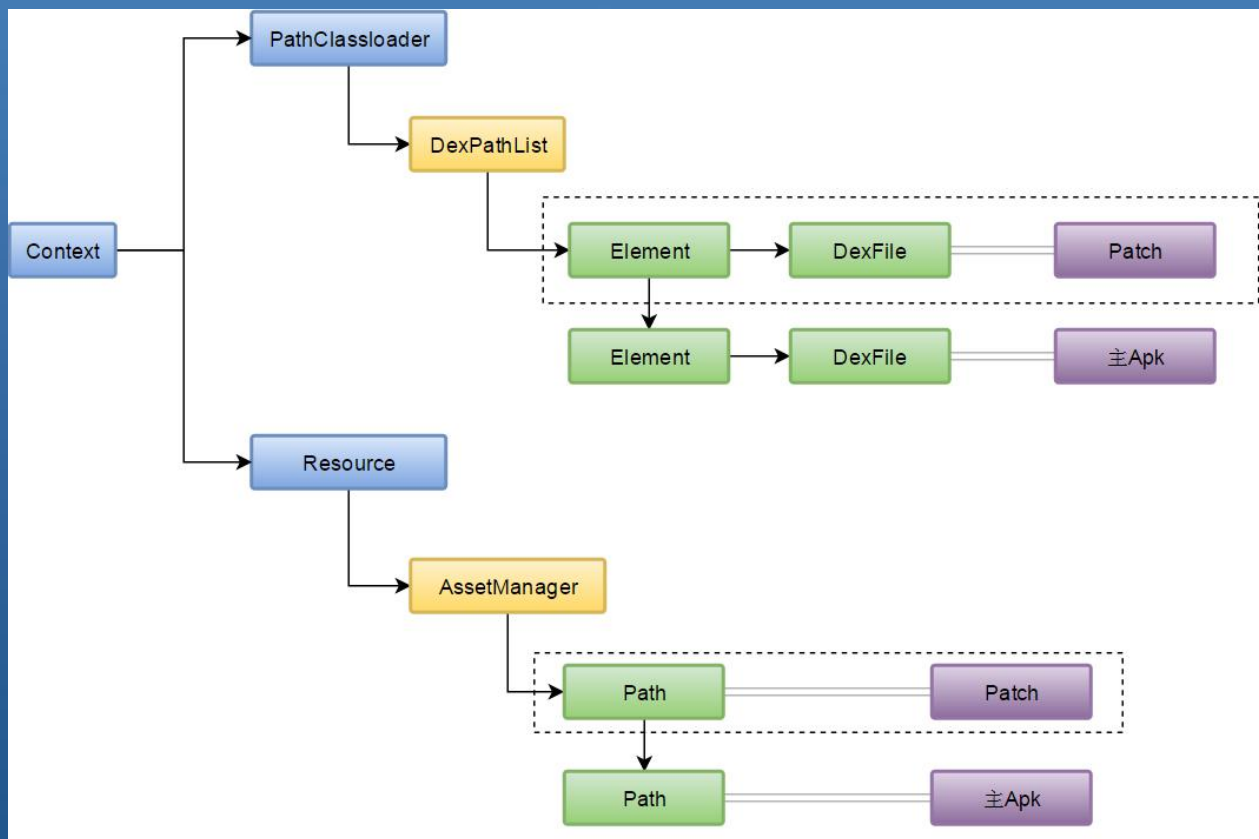 PathClassloader
DexPathList
Context
Element
DexFile
Patch
Element
DexFile
主Apk
Resource
AssetManager
Path
Patch
Path
主Apk